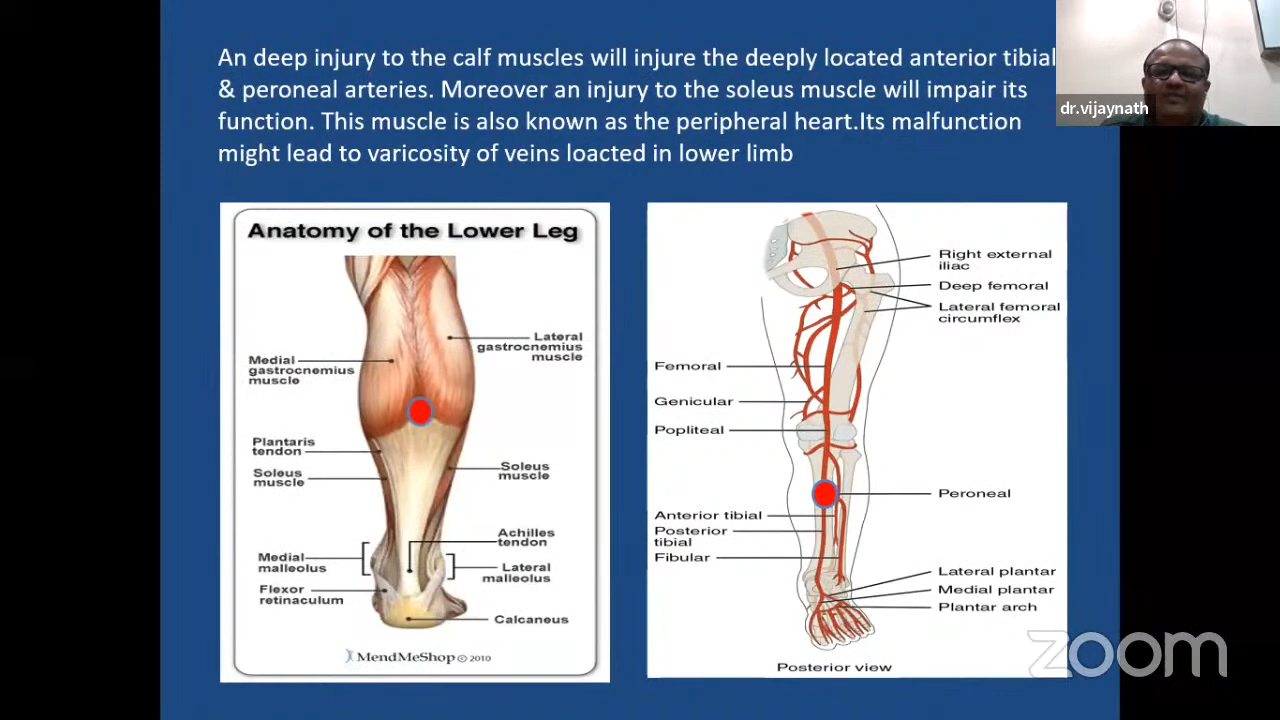 An deep injury to the calf muscles will injure the deeply located anterior tibial
& peroneal arteries. Moreover an injury to the soleus muscle will impair its
function. This muscle is also known as the peripheral heart.Its malfunction
might lead to varicosity of veins loacted in lower limb
dr.vijaynath
Anatomy of the Lower Leg
Lateral
gastrocnemius
muscle
Medial
gastrocnemius
muscle
Plantaris
tendon
Soleus
muscle
Soleus
muscle
Achilles
tendon
Medial
malleolus
Lateral
malleolus
Flexor
retinaculum
Calcaneus
MendMeShop © 2010
Right external
iliac
Deep femoral
Lateral femoral
circumflex
Femoral
Genicular
Popliteal
Peroneal
Anterior tibial
Posterior
tibial
Fibular
Lateral plantar
Medial plantar
Plantar arch
Posterior view
zoom